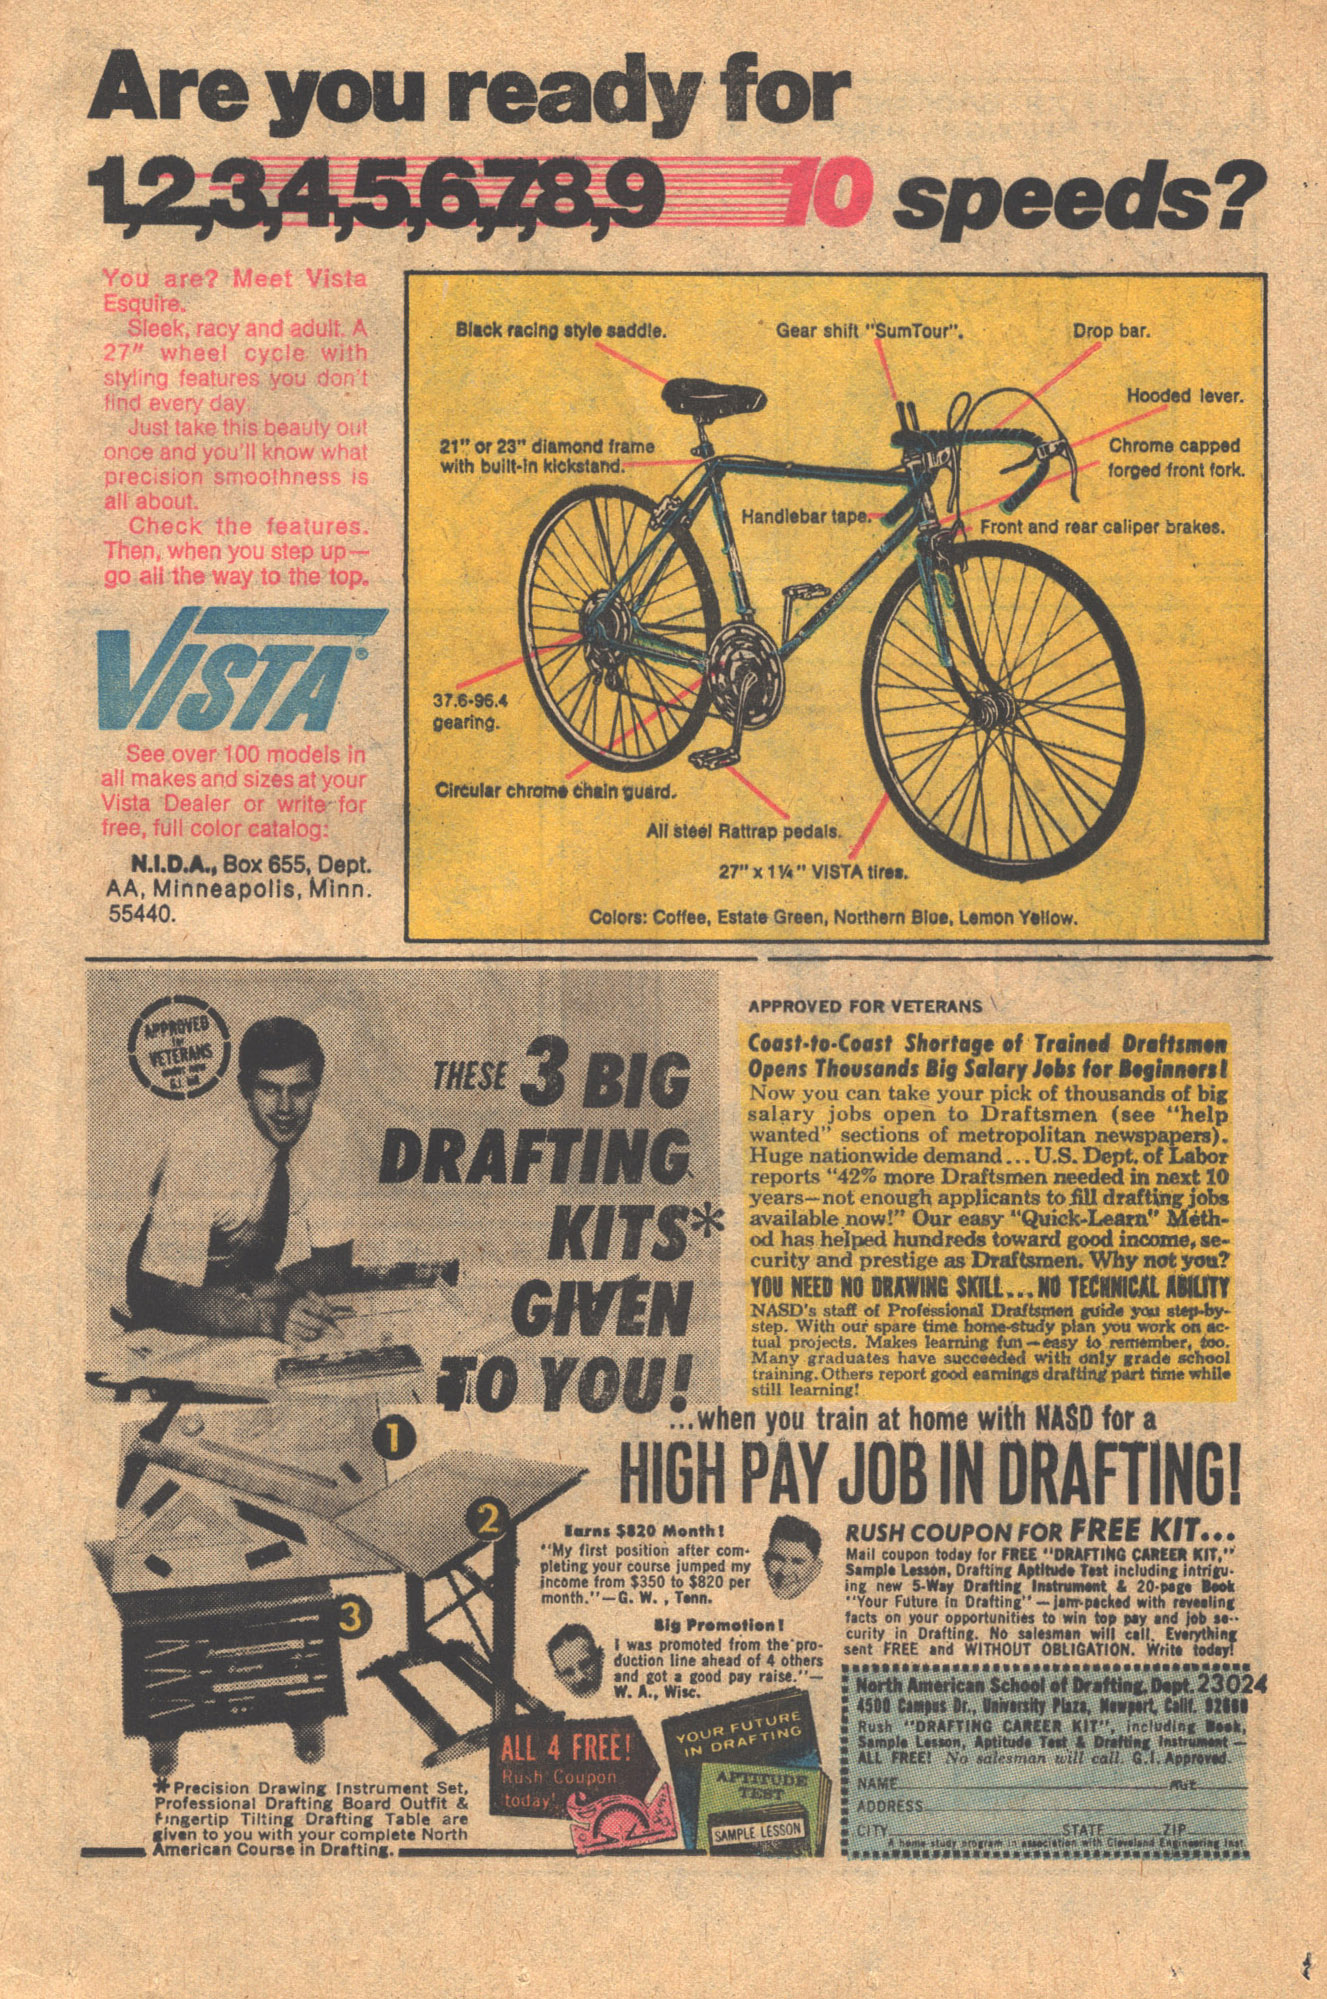 Are you ready for
1,2,3,4,5,6,7,8,9 10 speeds?
You are? Meet Vista
Esquire.
Sleek, racy and adult. A
27" wheel cycle with
styling features you don't
find every day.
Just take this beauty out
once and you'll know what
precision smoothness is
all about.
Check the features.
Then, when you step up—
go all the way to the top.
VISTA®
See over 100 models in
all makes and sizes at your
Vista Dealer or write for
free, full color catalog:
N.I.D.A., Box 655, Dept.
AA, Minneapolis, Minn.
55440.
Black racing style saddle.
Gear shift "SumTour".
Drop bar.
Hooded lever.
21" or 23" diamond frame
with built-in kickstand.
Chrome capped
forged front fork.
Handlebar tape.
Front and rear caliper brakes.
37.6-96.4
gearing.
Circular chrome chain guard.
All steel Rattrap pedals.
27" x 1¼" VISTA tires.
Colors: Coffee, Estate Green, Northern Blue, Lemon Yellow.
APPROVED
for
VETERANS
THESE 3 BIG
DRAFTING
KITS*
GIVEN
TO YOU!
1
2
3
APPROVED FOR VETERANS
Coast-to-Coast Shortage of Trained Draftsmen
Opens Thousands Big Salary Jobs for Beginners!
Now you can take your pick of thousands of big
salary jobs open to Draftsmen (see "help
wanted" sections of metropolitan newspapers).
Huge nationwide demand...U.S. Dept. of Labor
reports "42% more Draftsmen needed in next 10
years—not enough applicants to fill drafting jobs
available now!" Our easy "Quick-Learn" Meth-
od has helped hundreds toward good income, se-
curity and prestige as Draftsmen. Why not you?
YOU NEED NO DRAWING SKILL...NO TECHNICAL ABILITY
NASD's staff of Professional Draftsmen guide you step-by-
step. With our spare time home-study plan you work on ac-
tual projects. Makes learning fun—easy to remember, too.
Many graduates have succeeded with only grade school
training. Others report good earnings drafting part time while
still learning!
...when you train at home with NASD for a
HIGH PAY JOB IN DRAFTING!
Earns $820 Month!
"My first position after com-
pleting your course jumped my
income from $350 to $820 per
month."—G. W., Tenn.
Big Promotion!
I was promoted from the pro-
duction line ahead of 4 others
and got a good pay raise."—
W. A., Wisc.
RUSH COUPON FOR FREE KIT...
Mail coupon today for FREE "DRAFTING CAREER KIT,"
Sample Lesson, Drafting Aptitude Test including intrigu-
ing new 5-Way Drafting Instrument & 20-page Book
"Your Future in Drafting"—jam-packed with revealing
facts on your opportunities to win top pay and job se-
curity in Drafting. No salesman will call. Everything
sent FREE and WITHOUT OBLIGATION. Write today!
North American School of Drafting, Dept. 23024
4500 Campus Dr., University Plaza, Newport, Calif. 92660
Rush "DRAFTING CAREER KIT", including Book,
Sample Lesson, Aptitude Test & Drafting Instrument—
ALL FREE! No salesman will call. G.I. Approved.
NAME AGE
ADDRESS
CITY STATE ZIP
A home study program in association with Cleveland Engineering Inst.
ALL 4 FREE!
Rush Coupon
today!
YOUR FUTURE
IN DRAFTING
APTITUDE
TEST
SAMPLE LESSON
* Precision Drawing Instrument Set,
Professional Drafting Board Outfit &
Fingertip Tilting Drafting Table are
given to you with your complete North
American Course in Drafting.